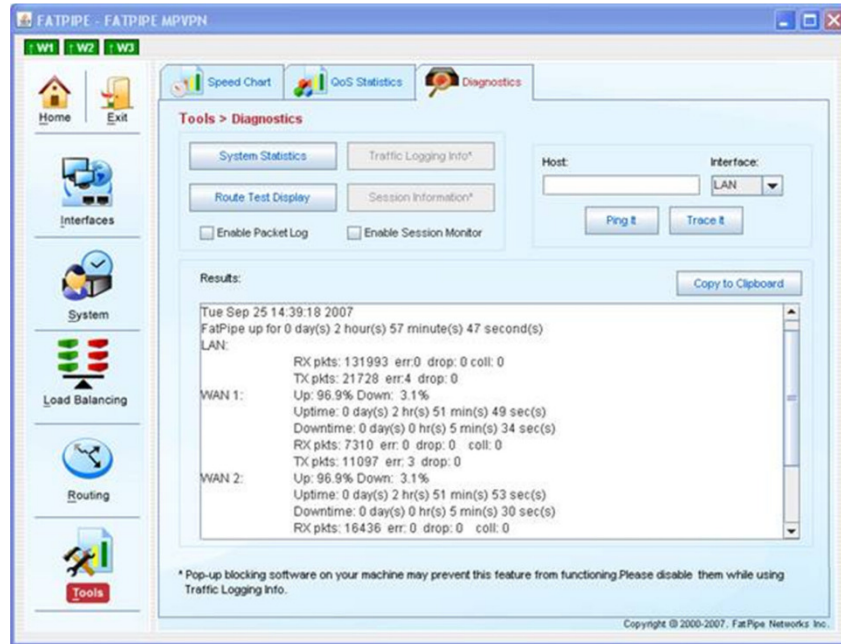 FATPIPE - FATPIPE MPVPN
↑ W1 ↑ W2 ↑ W3
Home Exit
Interfaces
System
Load Balancing
Routing
Tools
Speed Chart QoS Statistics Diagnostics
Tools > Diagnostics
System Statistics Traffic Logging Info*
Route Test Display Session Information*
Enable Packet Log Enable Session Monitor
Host: Interface:
LAN
Ping It Trace It
Results: Copy to Clipboard
Tue Sep 25 14:39:18 2007
FatPipe up for 0 day(s) 2 hour(s) 57 minute(s) 47 second(s)
LAN:
RX pkts: 131993 err:0 drop: 0 coll: 0
TX pkts: 21728 err:4 drop: 0
WAN 1: Up: 96.9% Down: 3.1%
Uptime: 0 day(s) 2 hr(s) 51 min(s) 49 sec(s)
Downtime: 0 day(s) 0 hr(s) 5 min(s) 34 sec(s)
RX pkts: 7310 err: 0 drop: 0 coll: 0
TX pkts: 11097 err: 3 drop: 0
WAN 2: Up: 96.9% Down: 3.1%
Uptime: 0 day(s) 2 hr(s) 51 min(s) 53 sec(s)
Downtime: 0 day(s) 0 hr(s) 5 min(s) 30 sec(s)
RX pkts: 16436 err: 0 drop: 0 coll: 0
* Pop-up blocking software on your machine may prevent this feature from functioning.Please disable them while using
Traffic Logging Info.
Copyright @ 2000-2007, FatPipe Networks Inc.